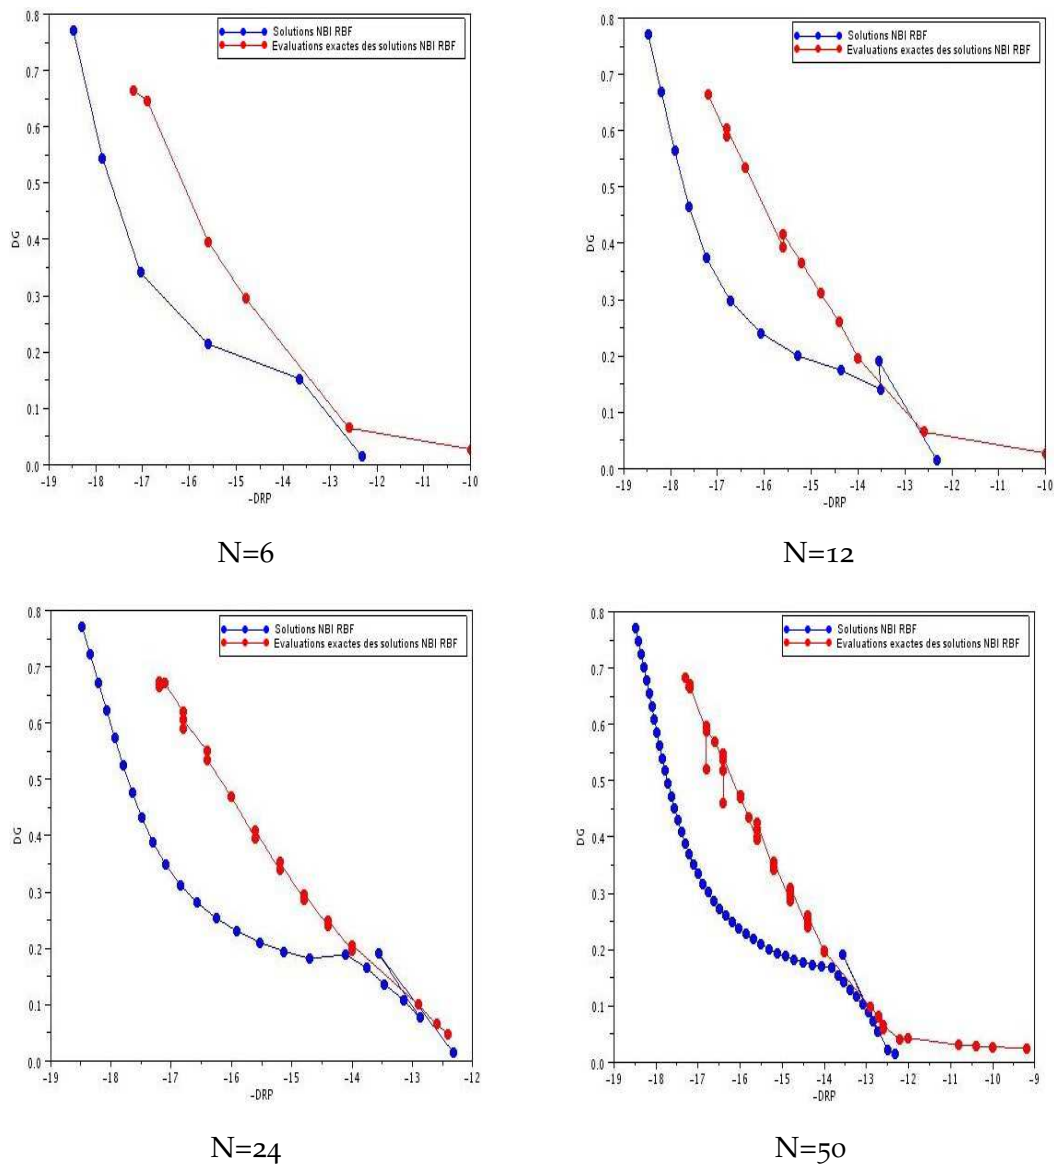 0.8
0.7
0.6
0.5
0.4
0.3
0.2
0.1
0.0
DG
-19 -18 -17 -16 -15 -14 -13 -12 -11 -10
-DRP
Solutions NBI RBF
Evaluations exactes des solutions NBI RBF
N=6
0.8
0.7
0.6
0.5
0.4
0.3
0.2
0.1
0.0
DG
-19 -18 -17 -16 -15 -14 -13 -12 -11 -10
-DRP
Solutions NBI RBF
Evaluations exactes des solutions NBI RBF
N=12
0.8
0.7
0.6
0.5
0.4
0.3
0.2
0.1
0.0
DG
-19 -18 -17 -16 -15 -14 -13 -12
-DRP
Solutions NBI RBF
Evaluations exactes des solutions NBI RBF
N=24
0.8
0.7
0.6
0.5
0.4
0.3
0.2
0.1
0.0
DG
-19 -18 -17 -16 -15 -14 -13 -12 -11 -10 -9
-DRP
Solutions NBI RBF
Evaluations exactes des solutions NBI RBF
N=50